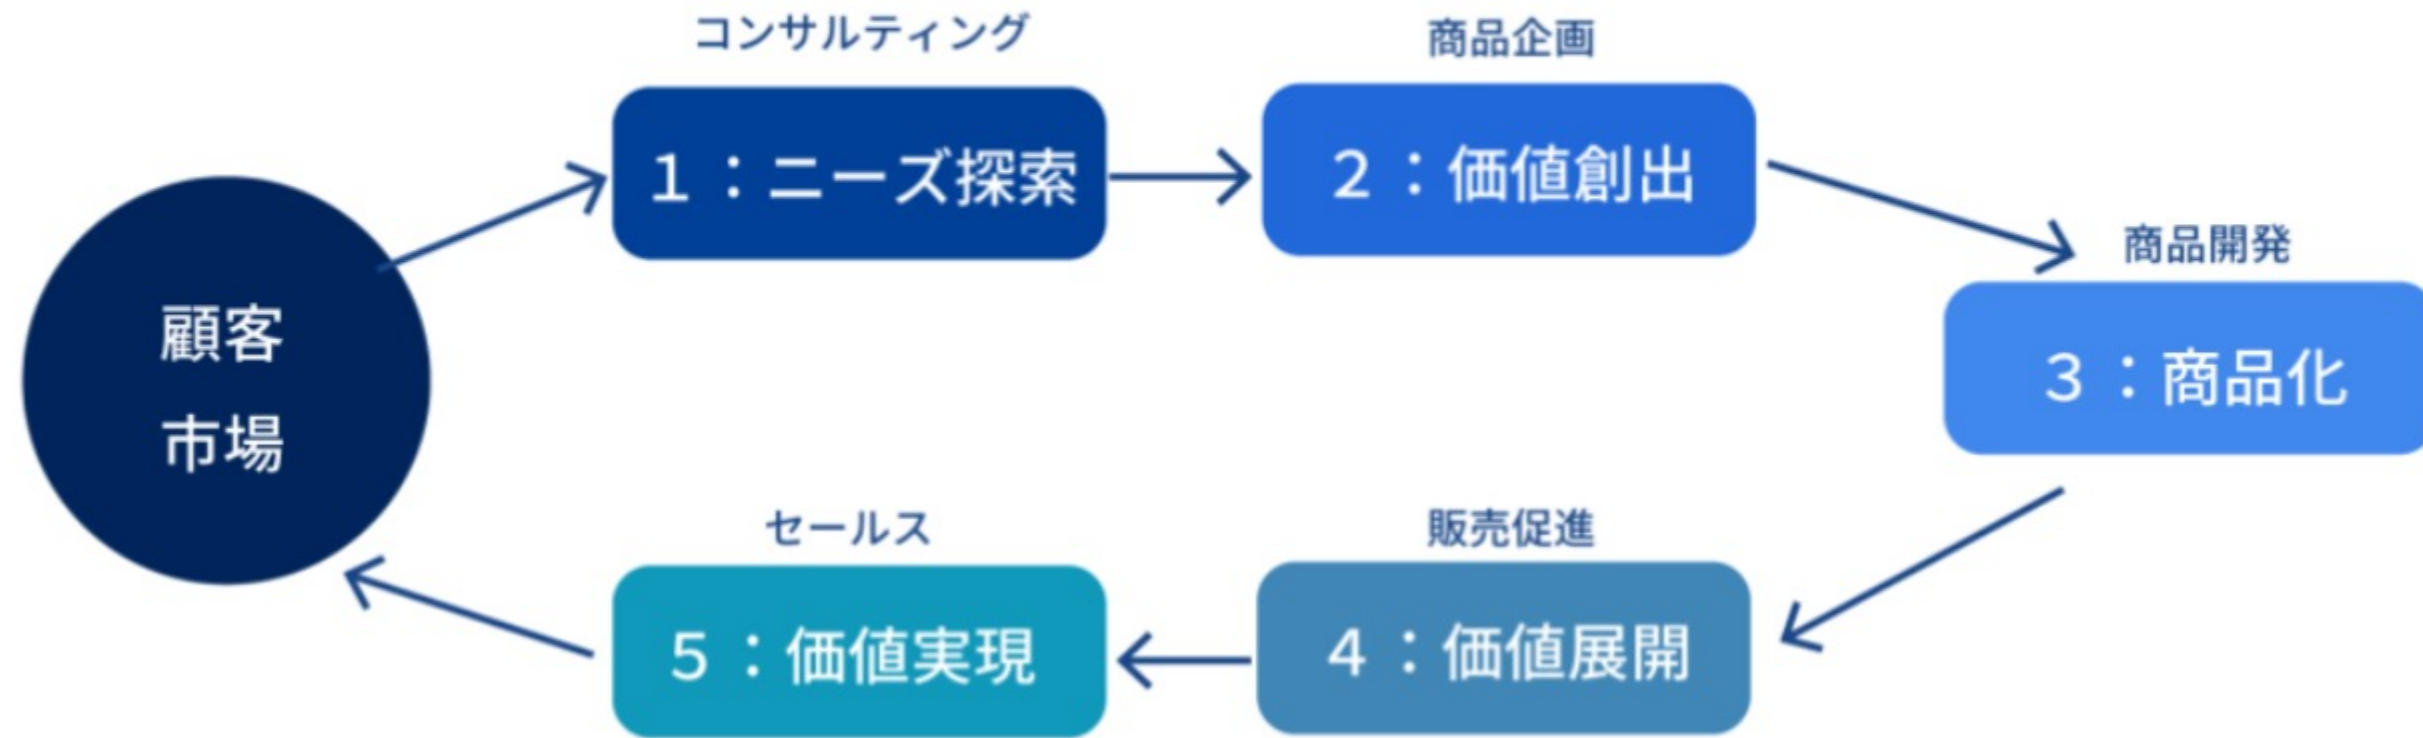 コンサルティング
商品企画
1：ニーズ探索
2：価値創出
商品開発
3：商品化
顧客
市場
セールス
販売促進
5：価値実現
4：価値展開